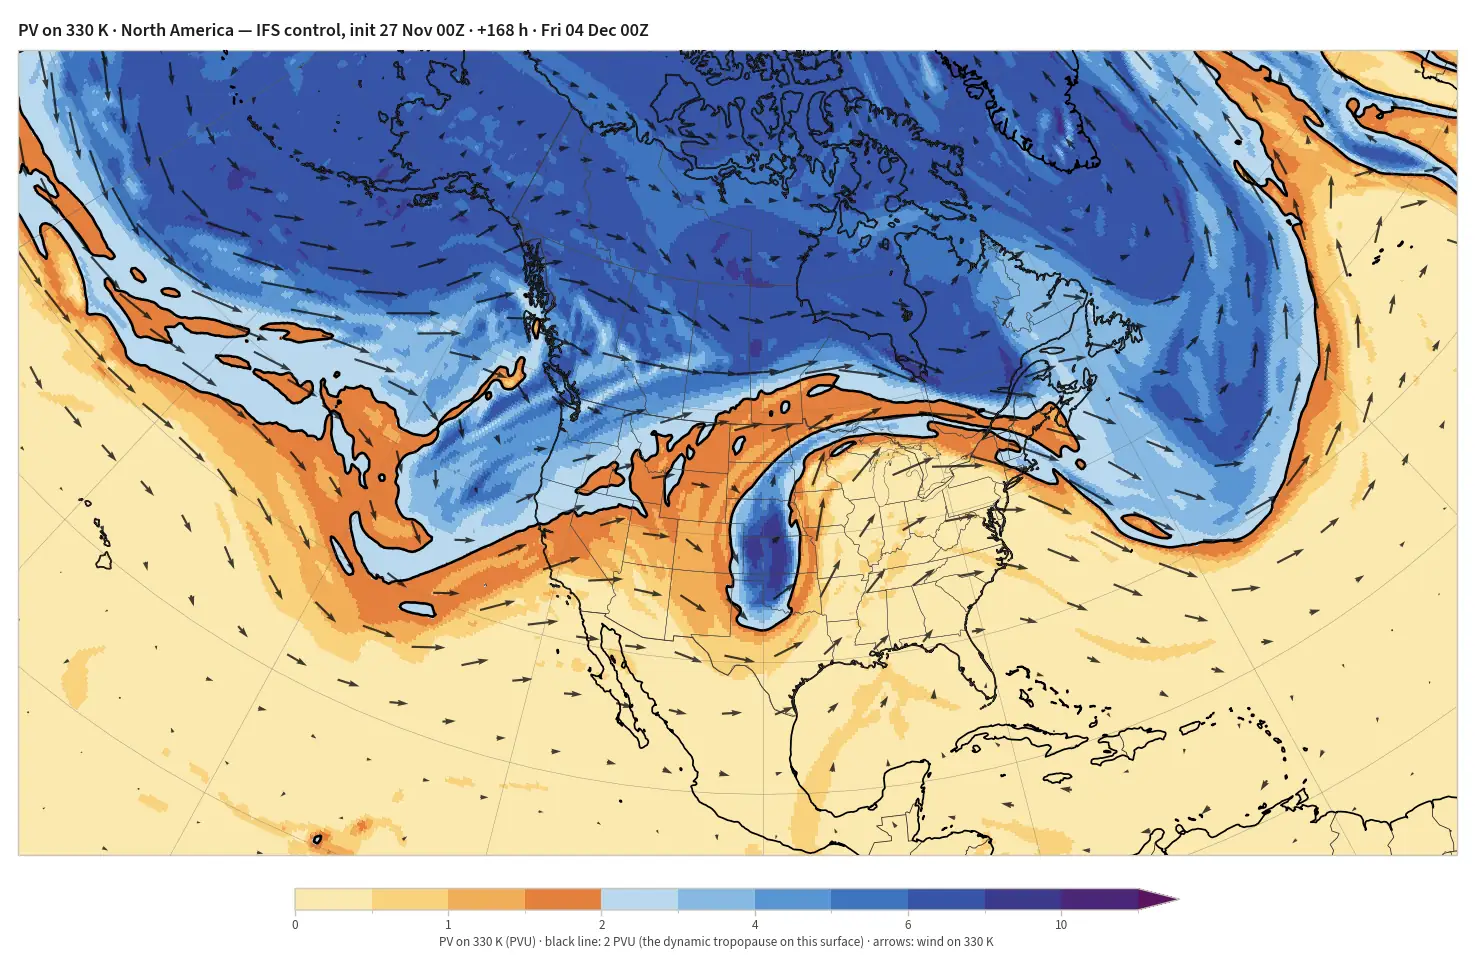 PV on 330 K · North America — IFS control, init 27 Nov 00Z · +168 h · Fri 04 Dec 00Z
0 1 2 4 6 10
PV on 330 K (PVU) · black line: 2 PVU (the dynamic tropopause on this surface) · arrows: wind on 330 K